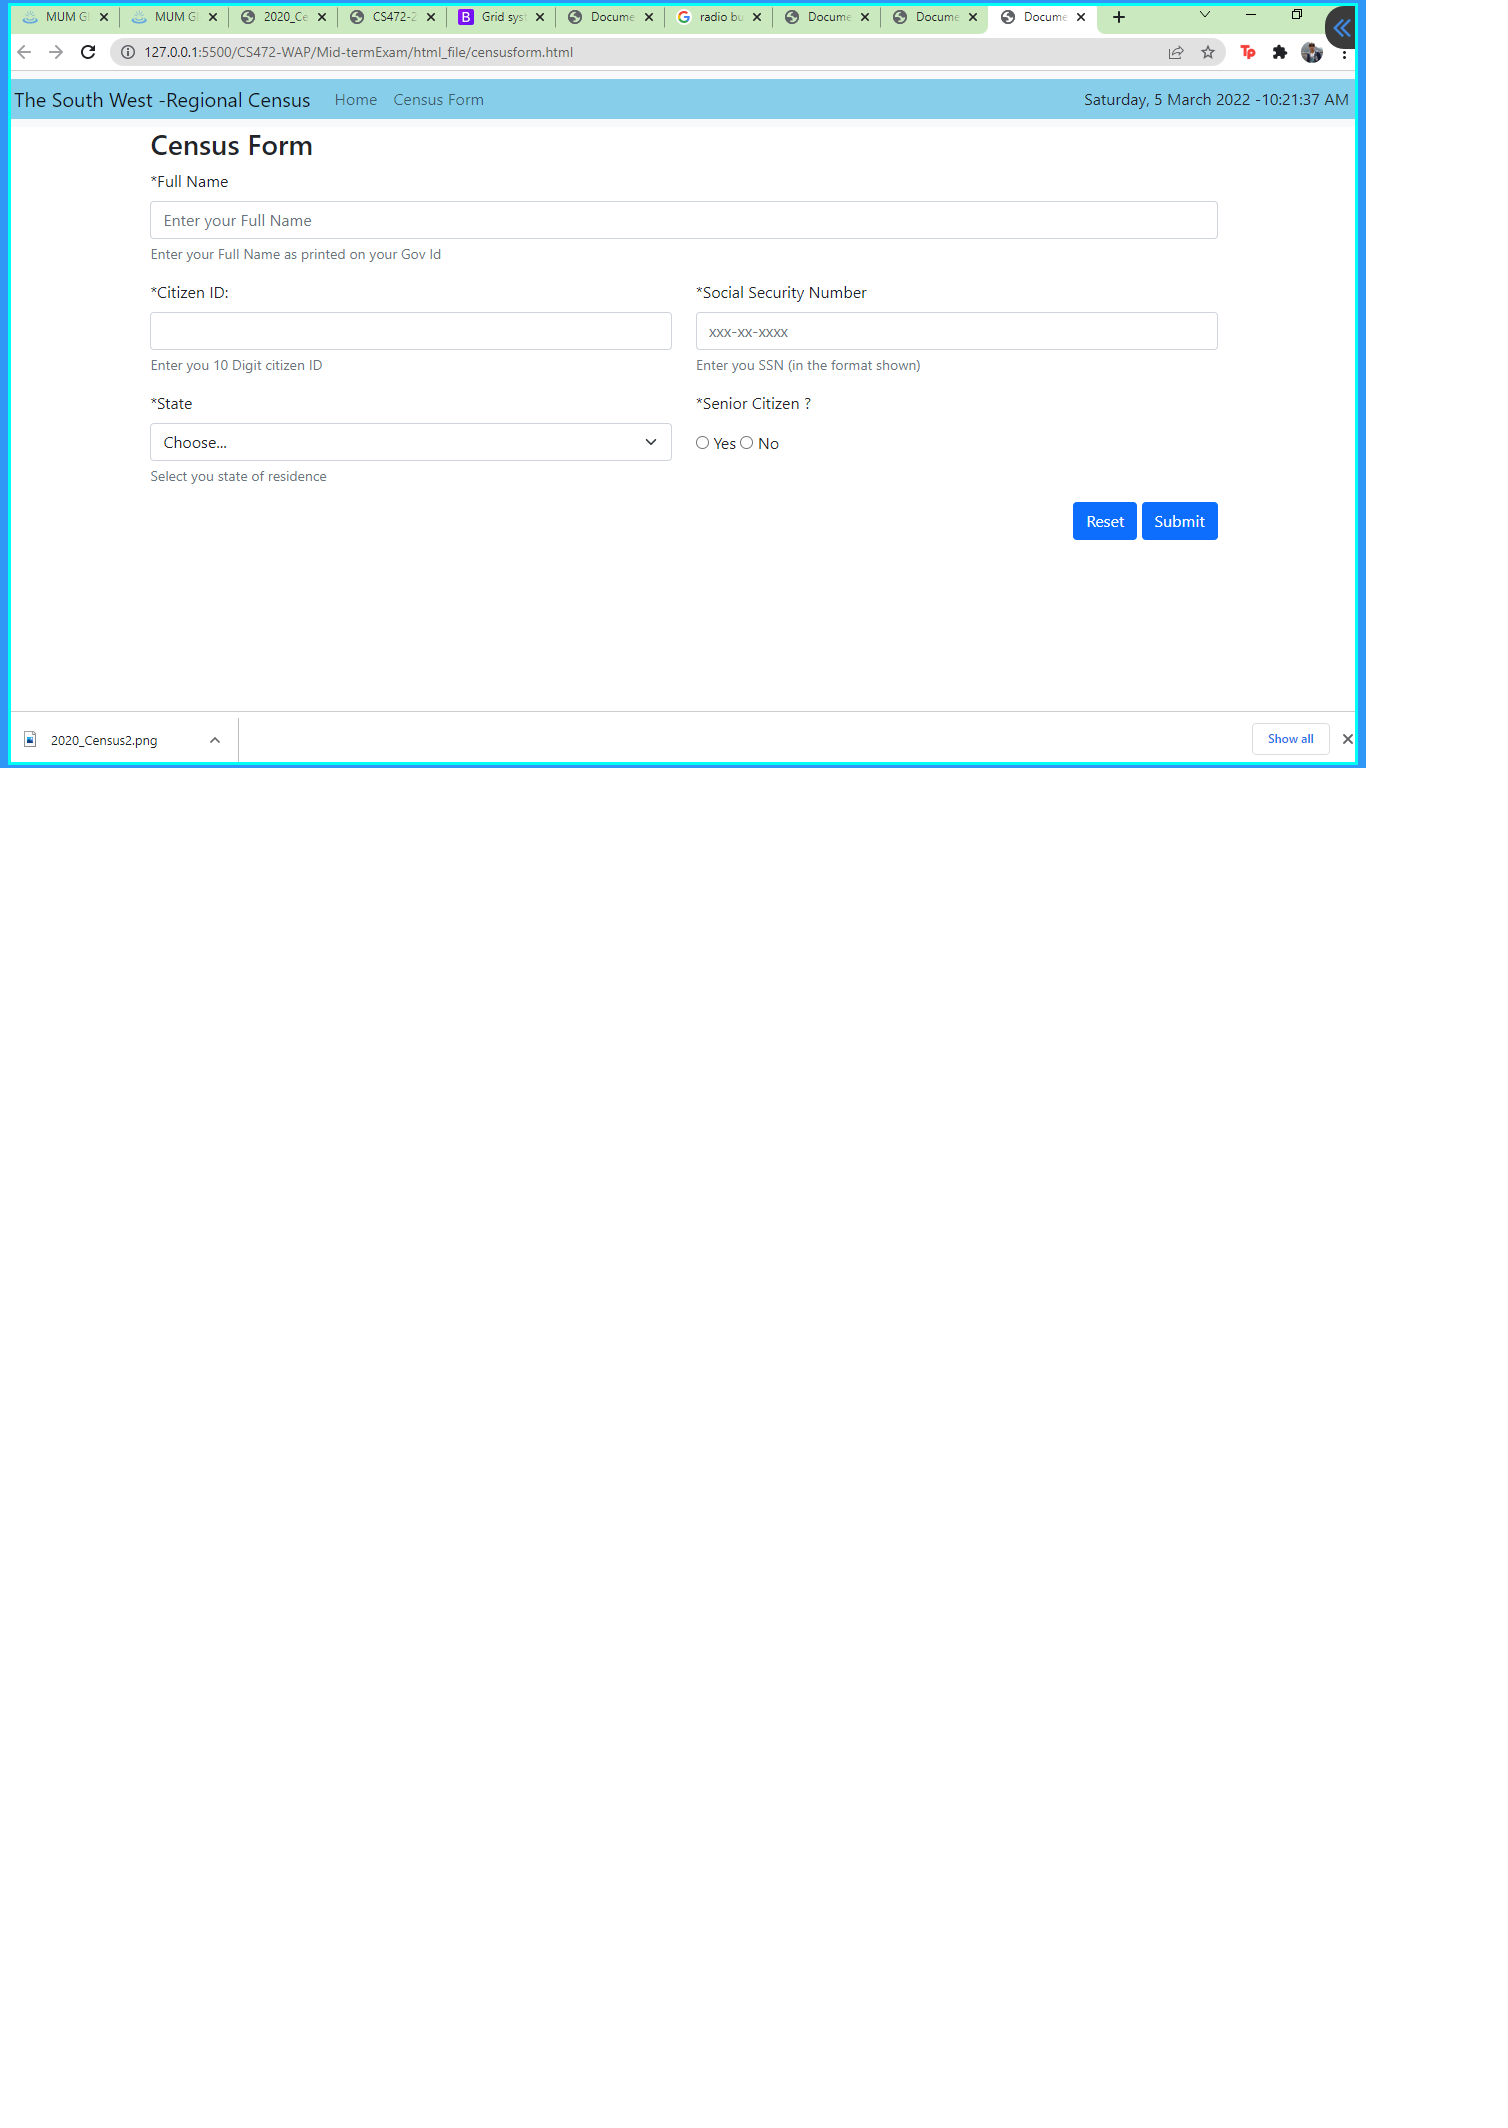 MUM G
MUM G
2020_Ce
CS472-2
Grid syst
Docume
radio bu
Docume
Docume
Docume
127.0.0.1:5500/CS472-WAP/Mid-termExam/html_file/censusform.html
The South West -Regional Census Home Census Form Saturday, 5 March 2022 -10:21:37 AM
Census Form
*Full Name
Enter your Full Name
Enter your Full Name as printed on your Gov Id
*Citizen ID: *Social Security Number
xxx-xx-xxxx
Enter you 10 Digit citizen ID Enter you SSN (in the format shown)
*State *Senior Citizen ?
Choose... Yes No
Select you state of residence
Reset Submit
2020_Census2.png Show all